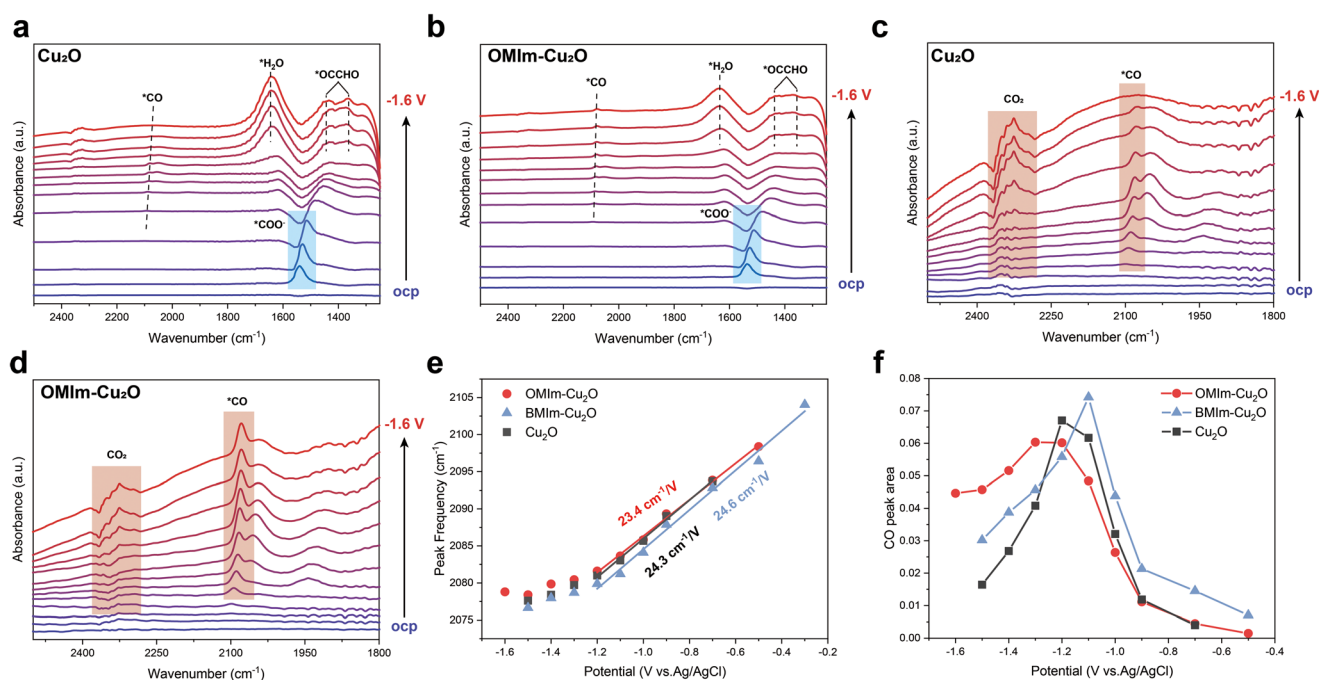 a
Cu₂O
*CO
*H₂O
*OCCHO
-1.6 V
*COO⁻
ocp
Absorbance (a.u.)
2400 2200 2000 1800 1600 1400
Wavenumber (cm⁻¹)
b
OMIm-Cu₂O
*CO
*H₂O
*OCCHO
-1.6 V
*COO⁻
ocp
Absorbance (a.u.)
2400 2200 2000 1800 1600 1400
Wavenumber (cm⁻¹)
c
Cu₂O
CO₂
*CO
-1.6 V
ocp
Absorbance (a.u.)
2400 2250 2100 1950 1800
Wavenumber (cm⁻¹)
d
OMIm-Cu₂O
CO₂
*CO
-1.6 V
ocp
Absorbance (a.u.)
2400 2250 2100 1950 1800
Wavenumber (cm⁻¹)
e
OMIm-Cu₂O
BMIm-Cu₂O
Cu₂O
23.4 cm⁻¹/V
24.6 cm⁻¹/V
24.3 cm⁻¹/V
Peak Frequency (cm⁻¹)
2105
2100
2095
2090
2085
2080
2075
-1.6 -1.4 -1.2 -1.0 -0.8 -0.6 -0.4 -0.2
Potential (V vs.Ag/AgCl)
f
OMIm-Cu₂O
BMIm-Cu₂O
Cu₂O
CO peak area
0.08
0.07
0.06
0.05
0.04
0.03
0.02
0.01
0.00
-1.6 -1.4 -1.2 -1.0 -0.8 -0.6 -0.4
Potential (V vs.Ag/AgCl)